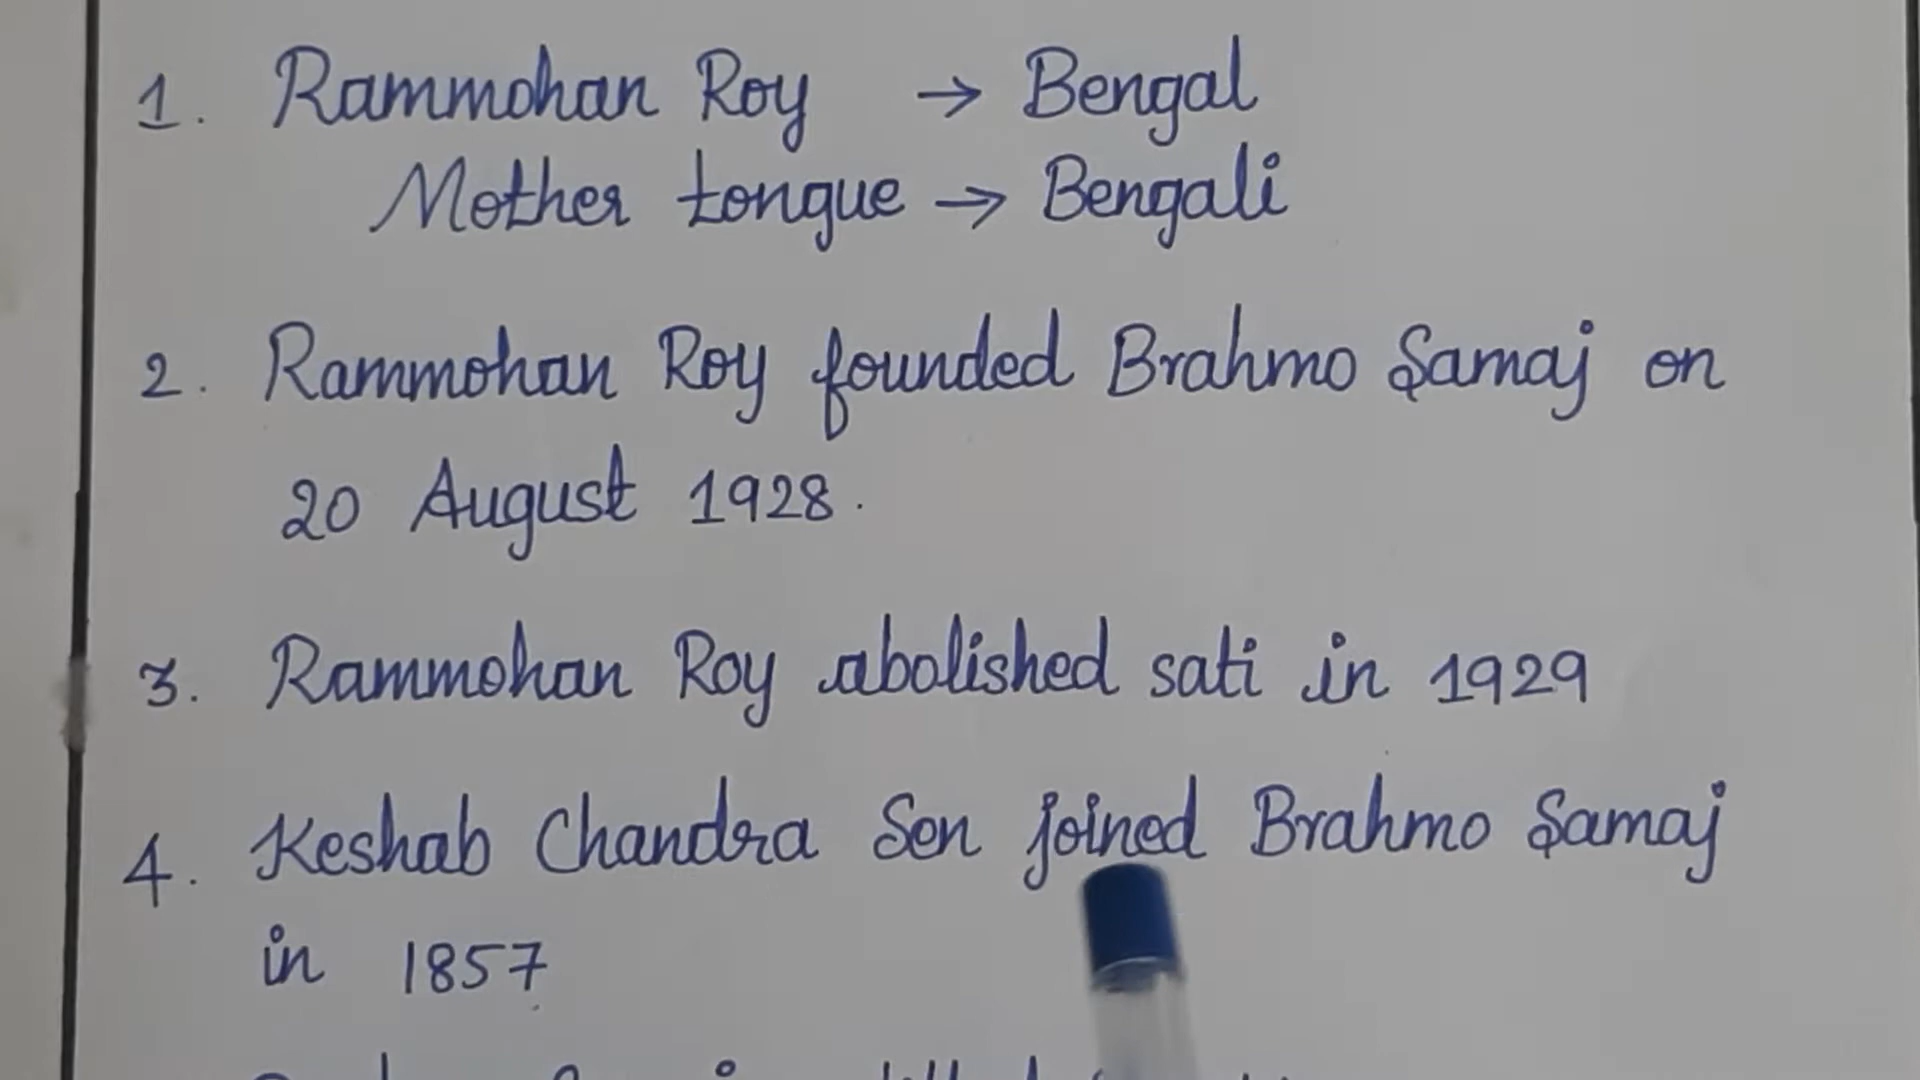 1. Rammohan Roy → Bengal
Mother tongue → Bengali
2. Rammohan Roy founded Brahmo Samaj on
20 August 1928.
3. Rammohan Roy abolished sati in 1929
4. Keshab Chandra Sen joined Brahmo Samaj
in 1857